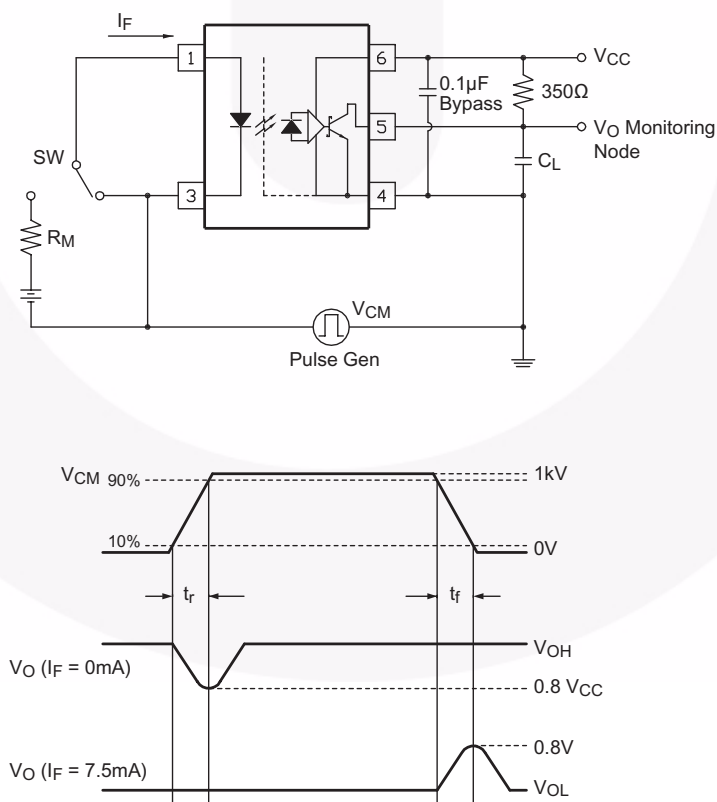 IF
1
6
VCC
0.1µF
Bypass
350Ω
5
VO Monitoring
Node
SW
CL
3
4
RM
VCM
Pulse Gen
VCM 90%
1kV
10%
0V
tr
tf
VO (IF = 0mA)
VOH
0.8 VCC
0.8V
VO (IF = 7.5mA)
VOL